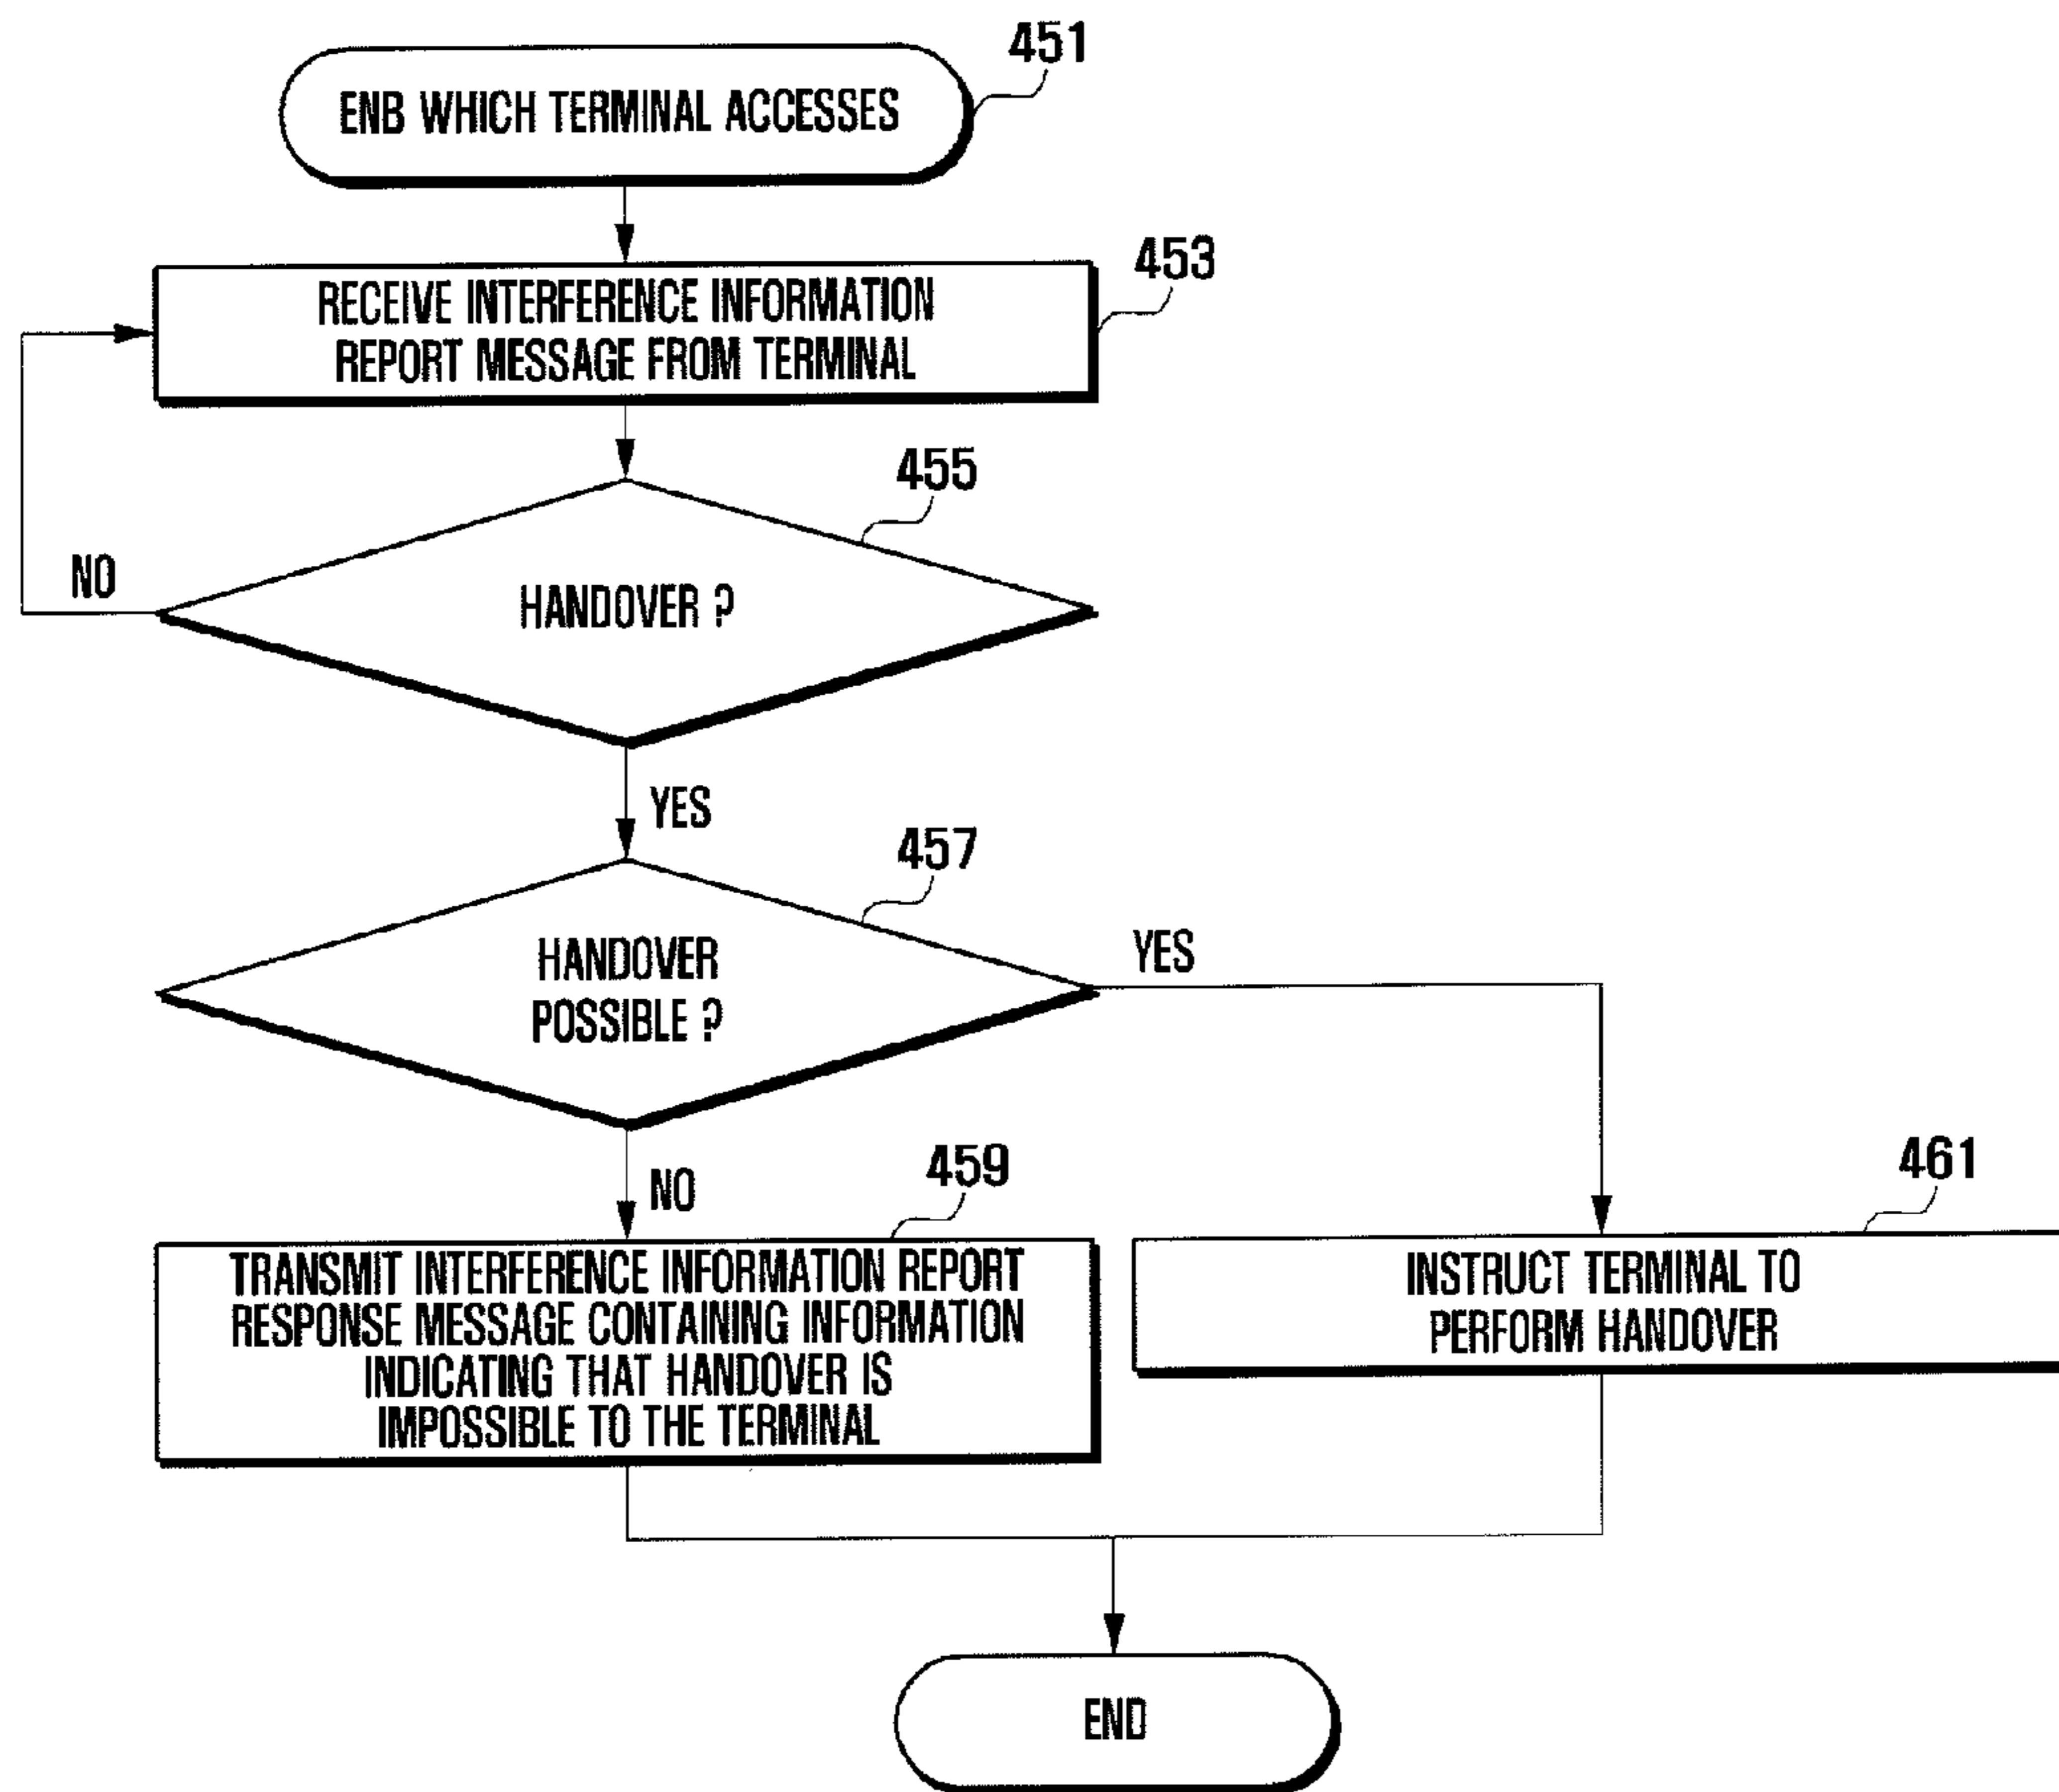 451
ENB WHICH TERMINAL ACCESSES
453
RECEIVE INTERFERENCE INFORMATION
REPORT MESSAGE FROM TERMINAL
455
NO
HANDOVER ?
YES
457
HANDOVER
POSSIBLE ?
YES
NO
459
TRANSMIT INTERFERENCE INFORMATION REPORT
RESPONSE MESSAGE CONTAINING INFORMATION
INDICATING THAT HANDOVER IS
IMPOSSIBLE TO THE TERMINAL
461
INSTRUCT TERMINAL TO
PERFORM HANDOVER
END